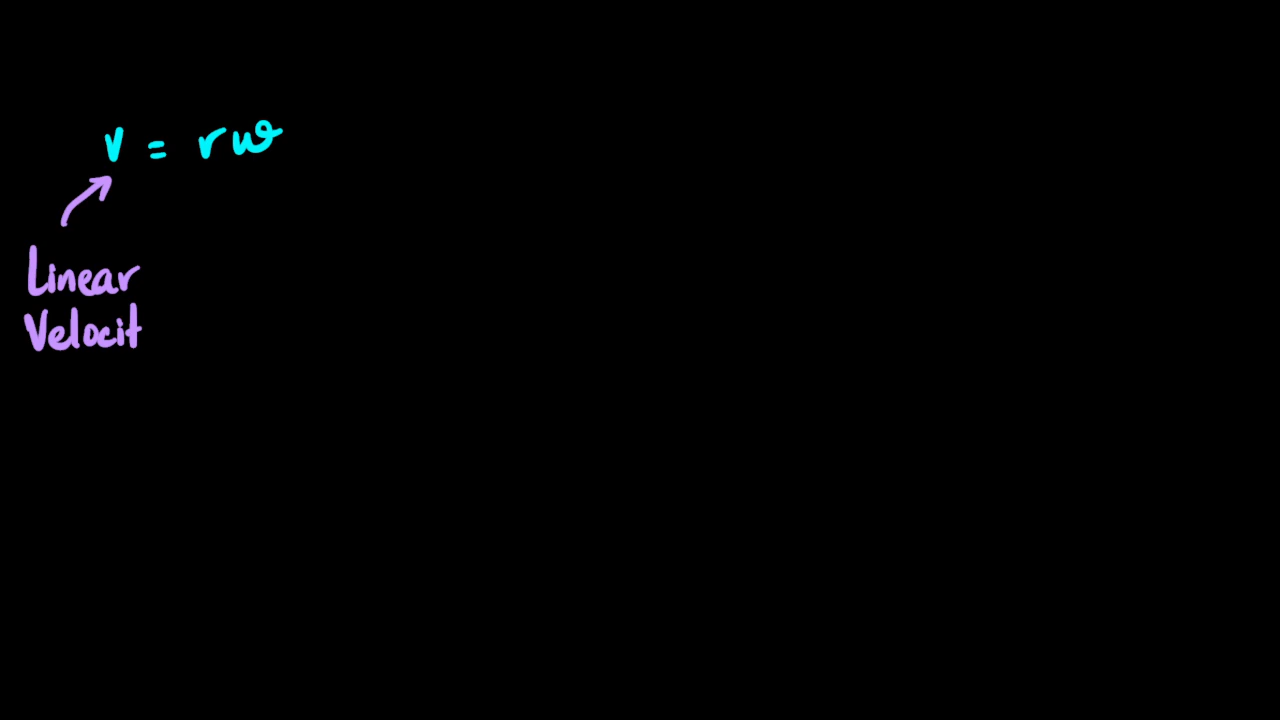 v = rω
Linear
Velocit